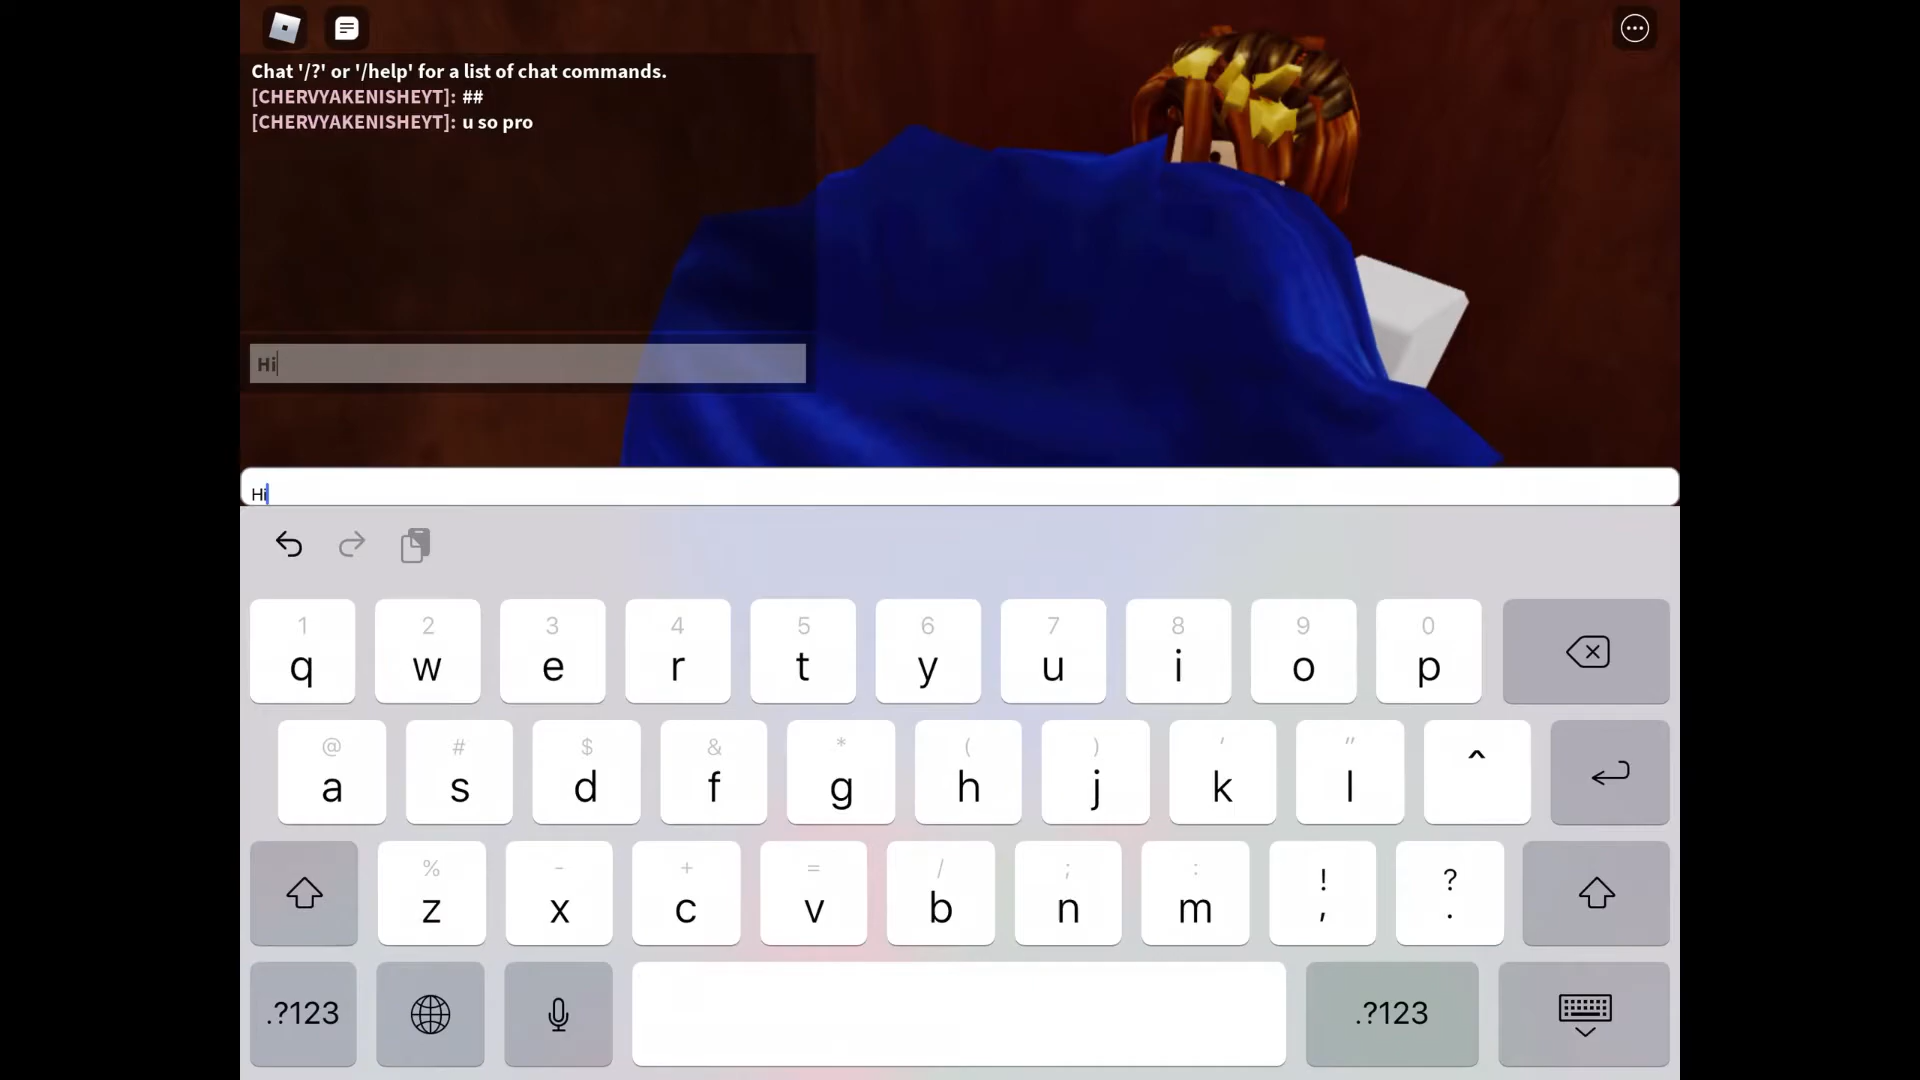 Chat '/?' or '/help' for a list of chat commands.
[CHERVYAKENISHEYT]: ##
[CHERVYAKENISHEYT]: u so pro
Hi
Hi
1 2 3 4 5 6 7 8 9 0
q w e r t y u i o p
@ # $ & * ( ) ' "
a s d f g h j k l ^
% - + = / ; : ! ?
z x c v b n m , .
.?123 .?123